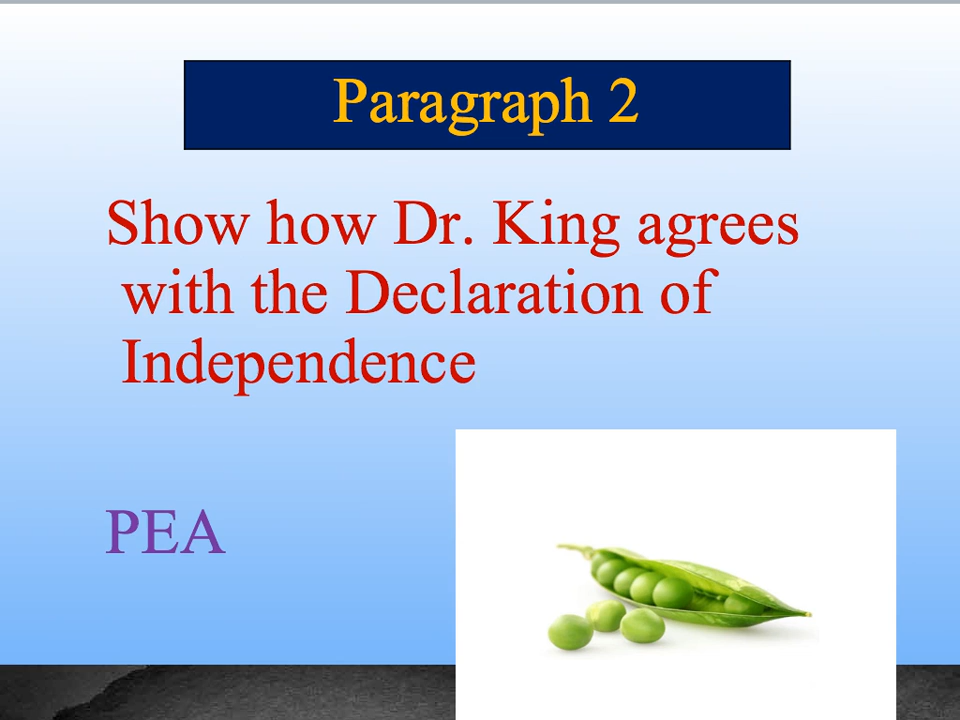 Paragraph 2
Show how Dr. King agrees
with the Declaration of
Independence
PEA